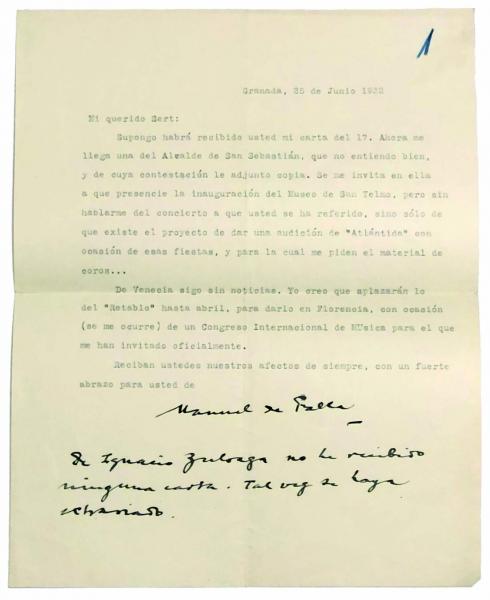 1
Granada, 25 de Junio 1932
Mi querido Sert:
Supongo habrá recibido usted mi carta del 17. Ahora me
llega una del Alcalde de San Sebastián, que no entiendo bien,
y de cuya contestación le adjunto copia. Se me invita en ella
a que presencie la inauguración del Museo de San Telmo, pero sin
hablarme del concierto a que usted se ha referido, sino sólo de
que existe el proyecto de dar una audición de "Atlántida" con
ocasión de esas fiestas, y para la cual me piden el material de
coros...
De Venecia sigo sin noticias. Yo creo que aplazarán lo
del "Retablo" hasta abril, para darlo en Florencia, con ocasión
(se me ocurre) de un Congreso Internacional de Música para el que
me han invitado oficialmente.
Reciban ustedes nuestros afectos de siempre, con un fuerte
abrazo para usted de
Manuel de Falla
De Ignacio Zuloaga no he recibido
ninguna carta. Tal vez se haya
extraviado.